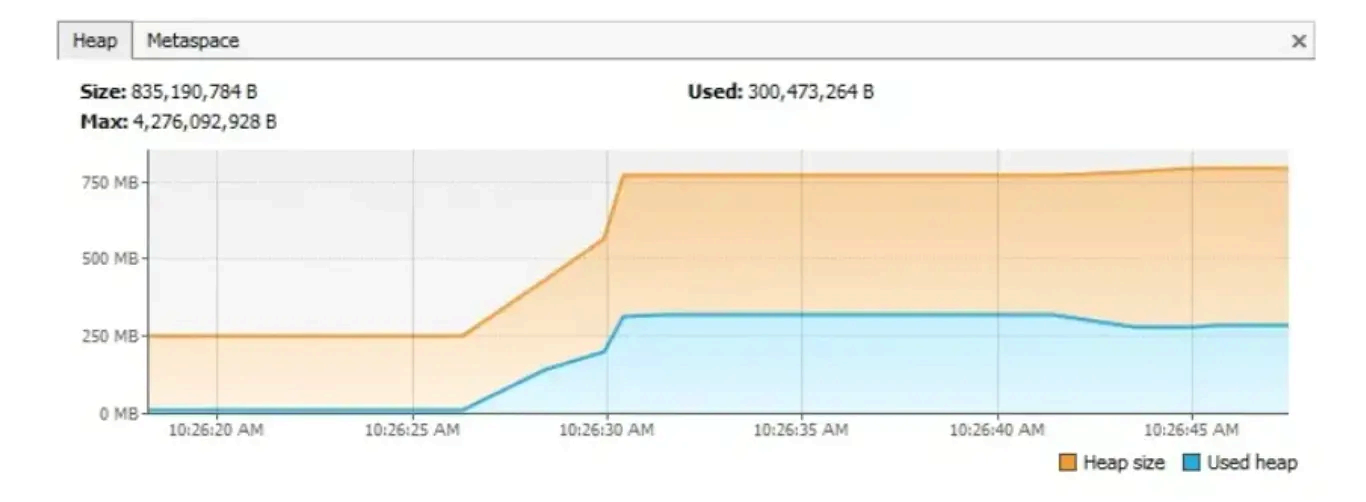 Heap Metaspace ×
Size: 835,190,784 B Used: 300,473,264 B
Max: 4,276,092,928 B
750 MB
500 MB
250 MB
0 MB
10:26:20 AM 10:26:25 AM 10:26:30 AM 10:26:35 AM 10:26:40 AM 10:26:45 AM
Heap size Used heap